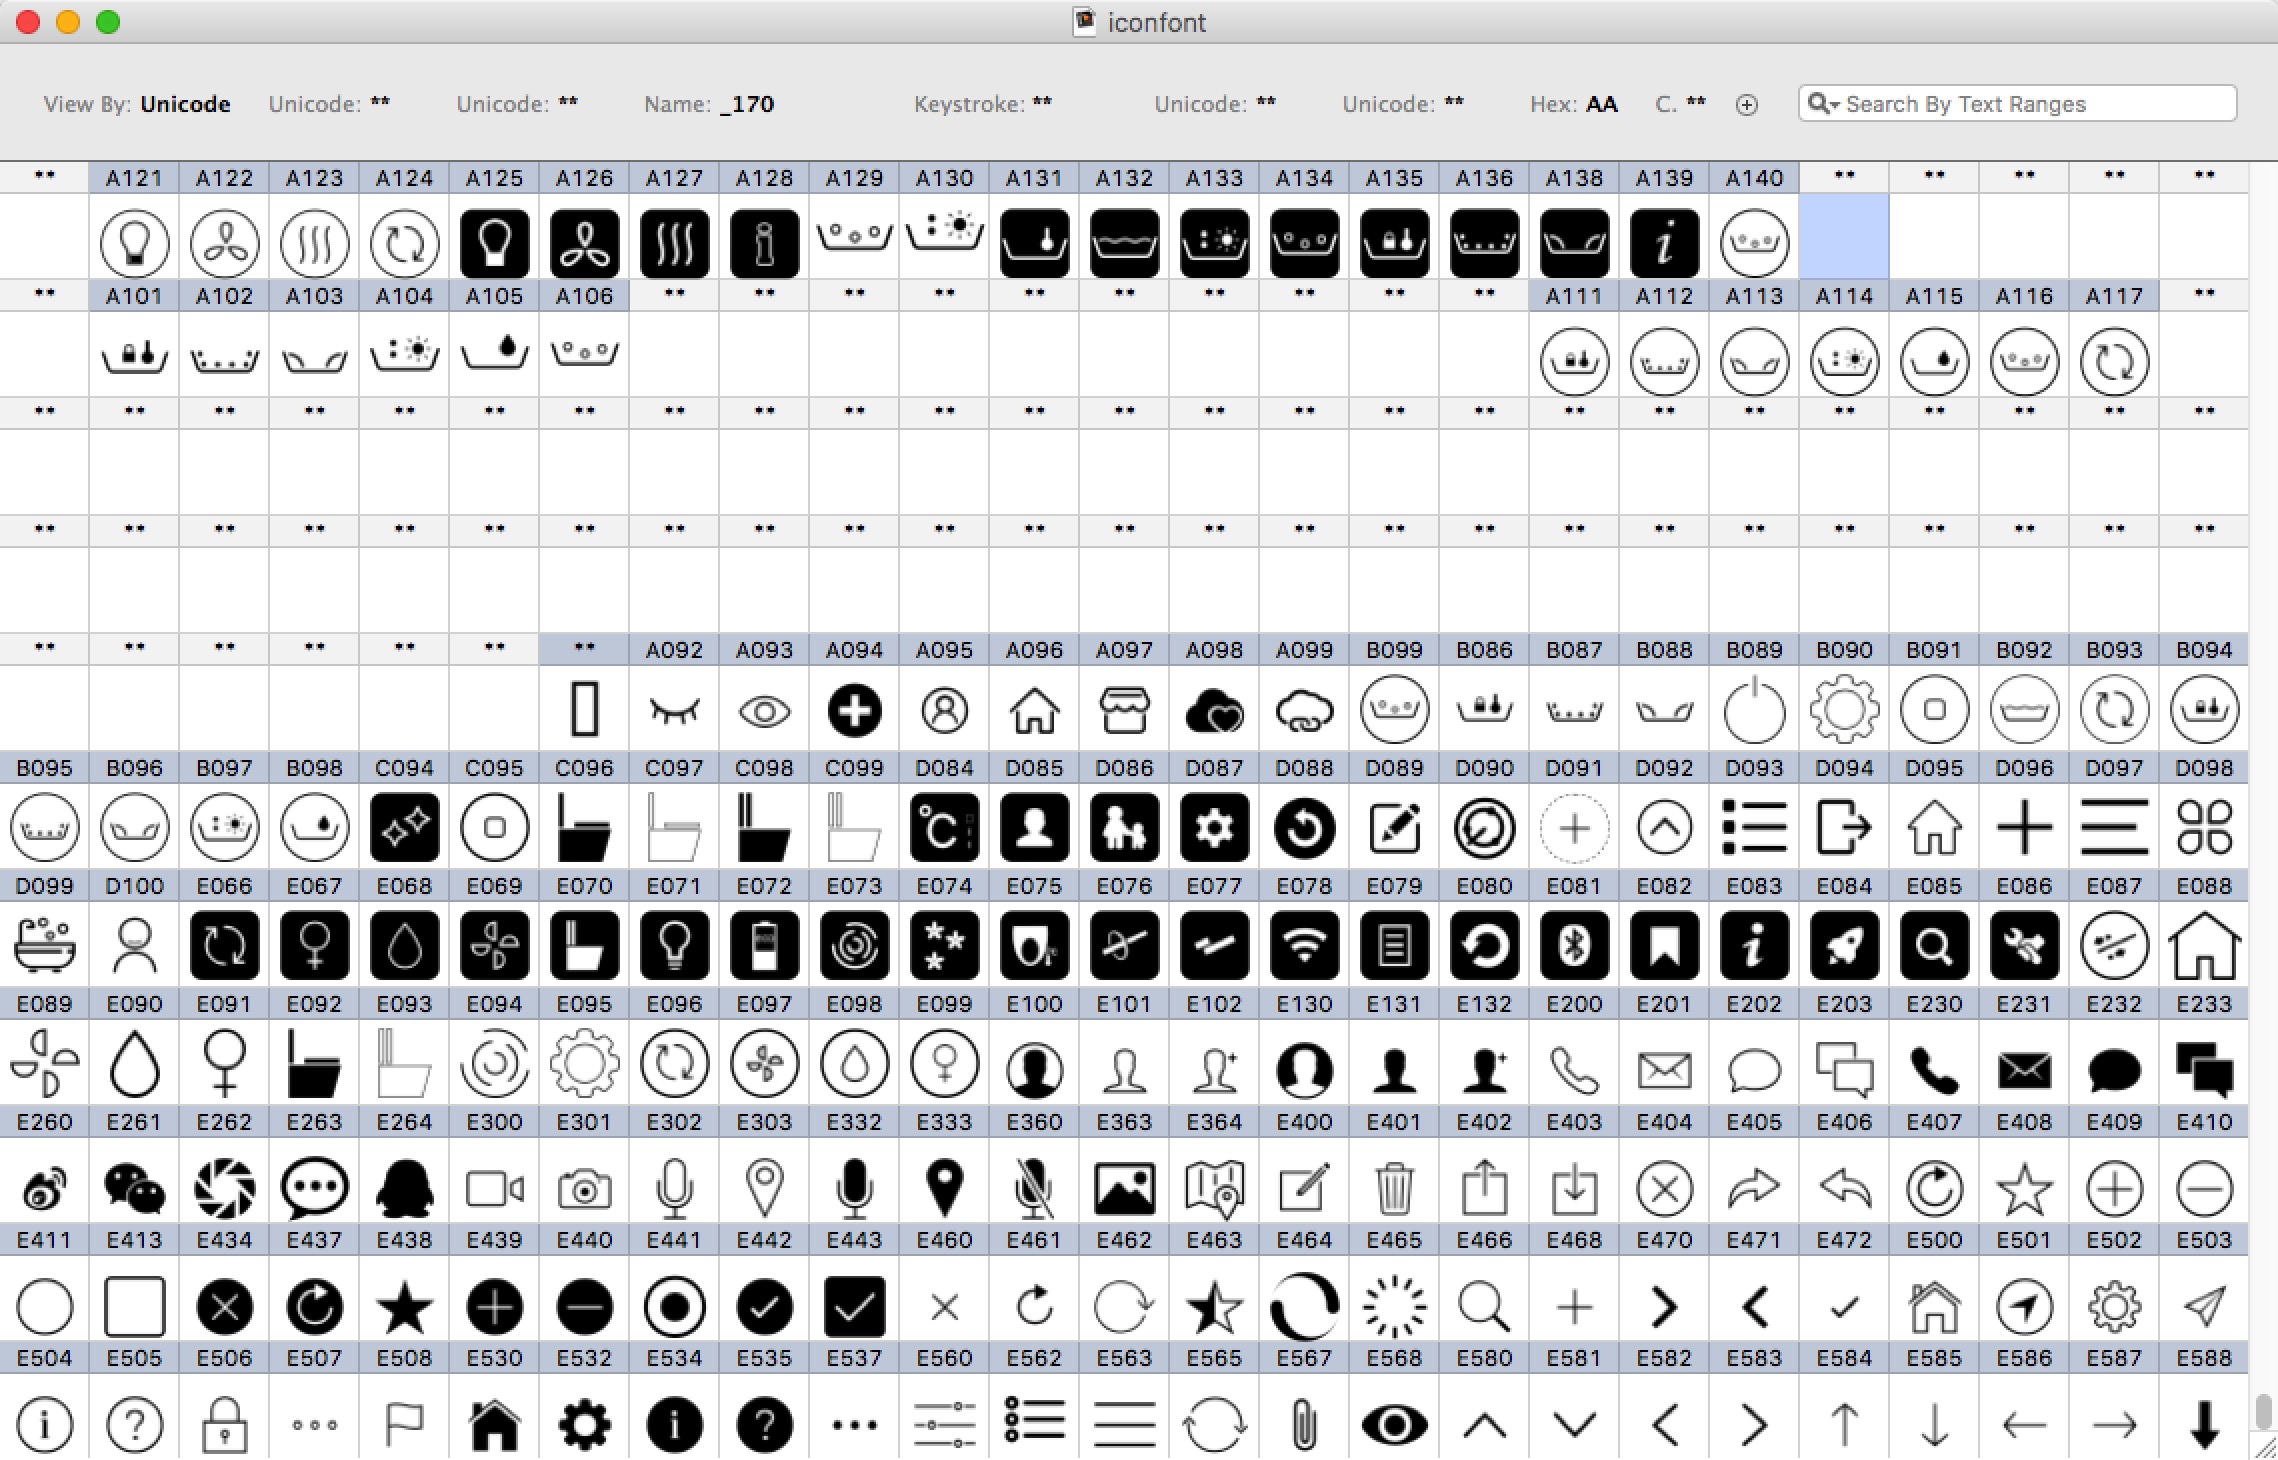 iconfont
View By: Unicode Unicode: ** Unicode: ** Name: _170 Keystroke: ** Unicode: ** Unicode: ** Hex: AA C. ** Search By Text Ranges
** A121 A122 A123 A124 A125 A126 A127 A128 A129 A130 A131 A132 A133 A134 A135 A136 A138 A139 A140 ** ** ** ** **
** A101 A102 A103 A104 A105 A106 ** ** ** ** ** ** ** ** ** ** A111 A112 A113 A114 A115 A116 A117 **
** ** ** ** ** ** ** ** ** ** ** ** ** ** ** ** ** ** ** ** ** ** ** ** **
** ** ** ** ** ** ** ** ** ** ** ** ** ** ** ** ** ** ** ** ** ** ** ** **
** ** ** ** ** ** ** A092 A093 A094 A095 A096 A097 A098 A099 B099 B086 B087 B088 B089 B090 B091 B092 B093 B094
B095 B096 B097 B098 C094 C095 C096 C097 C098 C099 D084 D085 D086 D087 D088 D089 D090 D091 D092 D093 D094 D095 D096 D097 D098
°C
D099 D100 E066 E067 E068 E069 E070 E071 E072 E073 E074 E075 E076 E077 E078 E079 E080 E081 E082 E083 E084 E085 E086 E087 E088
E089 E090 E091 E092 E093 E094 E095 E096 E097 E098 E099 E100 E101 E102 E130 E131 E132 E200 E201 E202 E203 E230 E231 E232 E233
E260 E261 E262 E263 E264 E300 E301 E302 E303 E332 E333 E360 E363 E364 E400 E401 E402 E403 E404 E405 E406 E407 E408 E409 E410
E411 E413 E434 E437 E438 E439 E440 E441 E442 E443 E460 E461 E462 E463 E464 E465 E466 E468 E470 E471 E472 E500 E501 E502 E503
E504 E505 E506 E507 E508 E530 E532 E534 E535 E537 E560 E562 E563 E565 E567 E568 E580 E581 E582 E583 E584 E585 E586 E587 E588